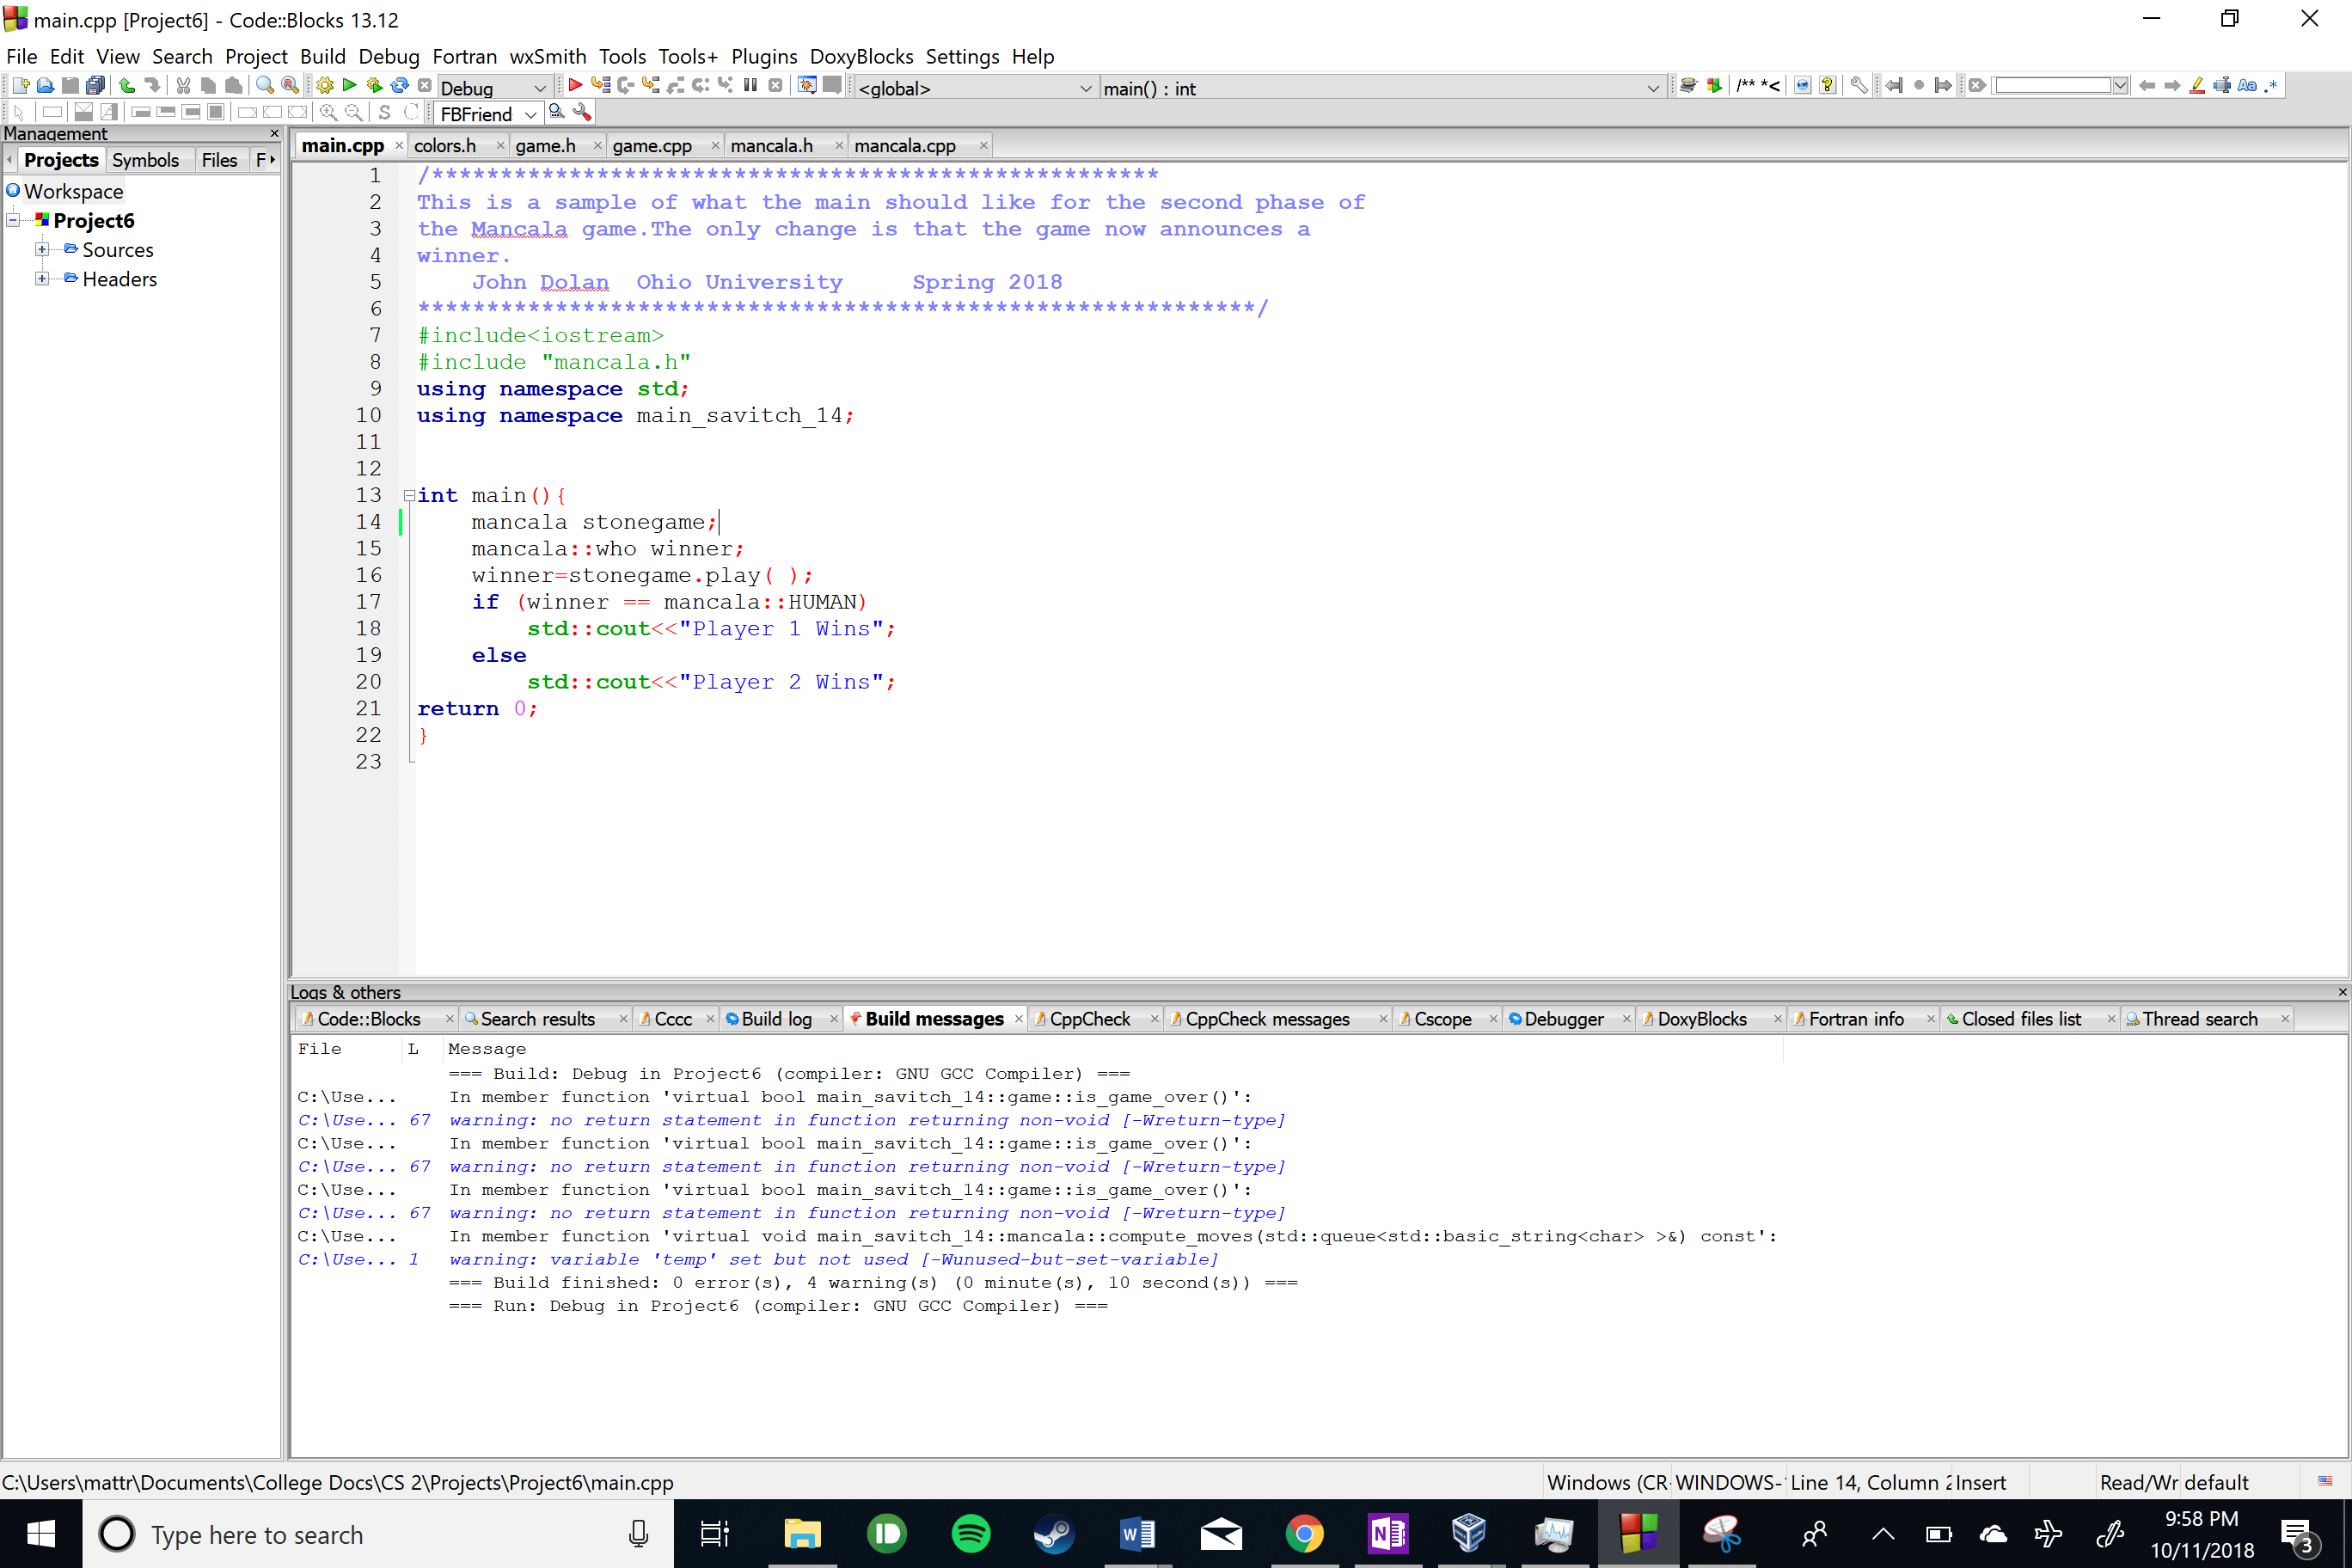 main.cpp [Project6] - Code::Blocks 13.12
File Edit View Search Project Build Debug Fortran wxSmith Tools Tools+ Plugins DoxyBlocks Settings Help
Debug <global> main() : int /** *<
FBFriend
Management
Projects Symbols Files F
Workspace
Project6
Sources
Headers
main.cpp colors.h game.h game.cpp mancala.h mancala.cpp
1 /*****************************************************
2 This is a sample of what the main should like for the second phase of
3 the Mancala game.The only change is that the game now announces a
4 winner.
5 John Dolan Ohio University Spring 2018
6 *************************************************************/
7 #include<iostream>
8 #include "mancala.h"
9 using namespace std;
10 using namespace main_savitch_14;
11
12
13 int main(){
14 mancala stonegame;
15 mancala::who winner;
16 winner=stonegame.play( );
17 if (winner == mancala::HUMAN)
18 std::cout<<"Player 1 Wins";
19 else
20 std::cout<<"Player 2 Wins";
21 return 0;
22 }
23
Logs & others
Code::Blocks Search results Cccc Build log Build messages CppCheck CppCheck messages Cscope Debugger DoxyBlocks Fortran info Closed files list Thread search
File L Message
=== Build: Debug in Project6 (compiler: GNU GCC Compiler) ===
C:\Use... In member function 'virtual bool main_savitch_14::game::is_game_over()':
C:\Use... 67 warning: no return statement in function returning non-void [-Wreturn-type]
C:\Use... In member function 'virtual bool main_savitch_14::game::is_game_over()':
C:\Use... 67 warning: no return statement in function returning non-void [-Wreturn-type]
C:\Use... In member function 'virtual bool main_savitch_14::game::is_game_over()':
C:\Use... 67 warning: no return statement in function returning non-void [-Wreturn-type]
C:\Use... In member function 'virtual void main_savitch_14::mancala::compute_moves(std::queue<std::basic_string<char> >&) const':
C:\Use... 1 warning: variable 'temp' set but not used [-Wunused-but-set-variable]
=== Build finished: 0 error(s), 4 warning(s) (0 minute(s), 10 second(s)) ===
=== Run: Debug in Project6 (compiler: GNU GCC Compiler) ===
C:\Users\mattr\Documents\College Docs\CS 2\Projects\Project6\main.cpp Windows (CR- WINDOWS- Line 14, Column 2 Insert Read/Wr default
Type here to search
9:58 PM
10/11/2018
3